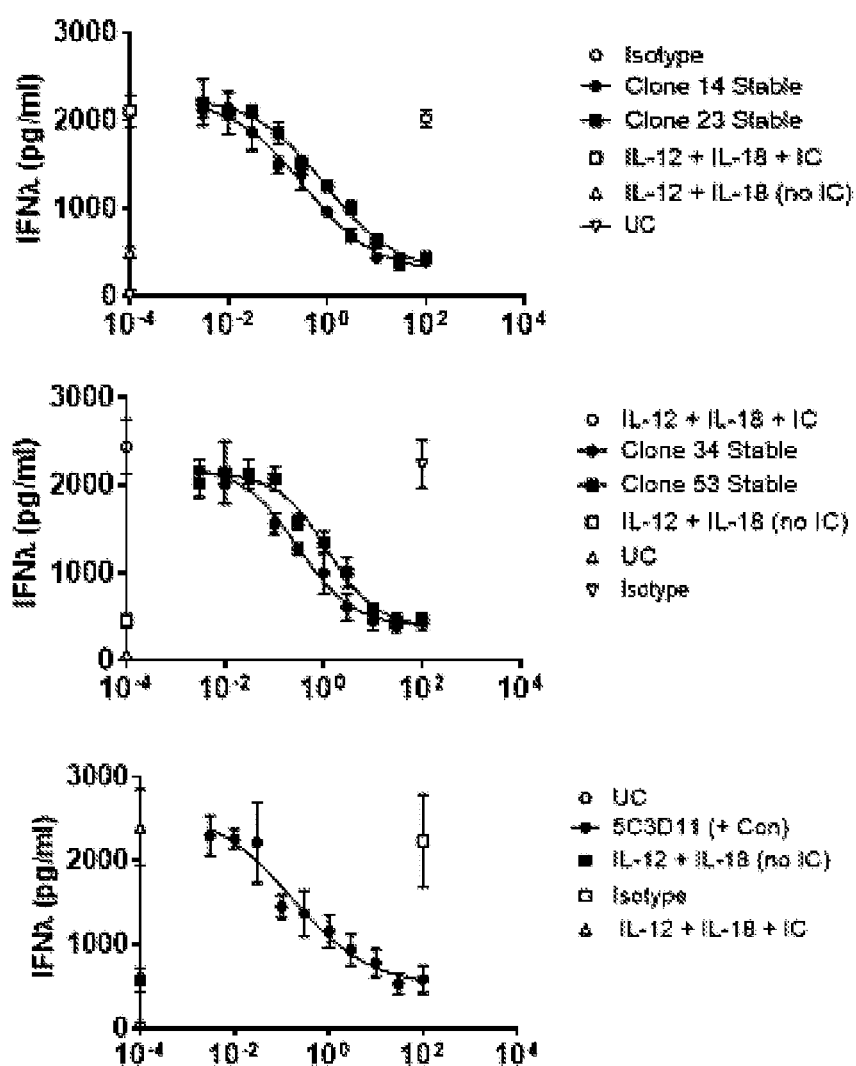 3000
2000
1000
0
IFNλ (pg/ml)
10-4
10-2
100
102
104
Isotype
Clone 14 Stable
Clone 23 Stable
IL-12 + IL-18 + IC
IL-12 + IL-18 (no IC)
UC
3000
2000
1000
0
IFNλ (pg/ml)
10-4
10-2
100
102
104
IL-12 + IL-18 + IC
Clone 34 Stable
Clone 53 Stable
IL-12 + IL-18 (no IC)
UC
Isotype
3000
2000
1000
0
IFNλ (pg/ml)
10-4
10-2
100
102
104
UC
5C3D11 (+ Con)
IL-12 + IL-18 (no IC)
Isotype
IL-12 + IL-18 + IC